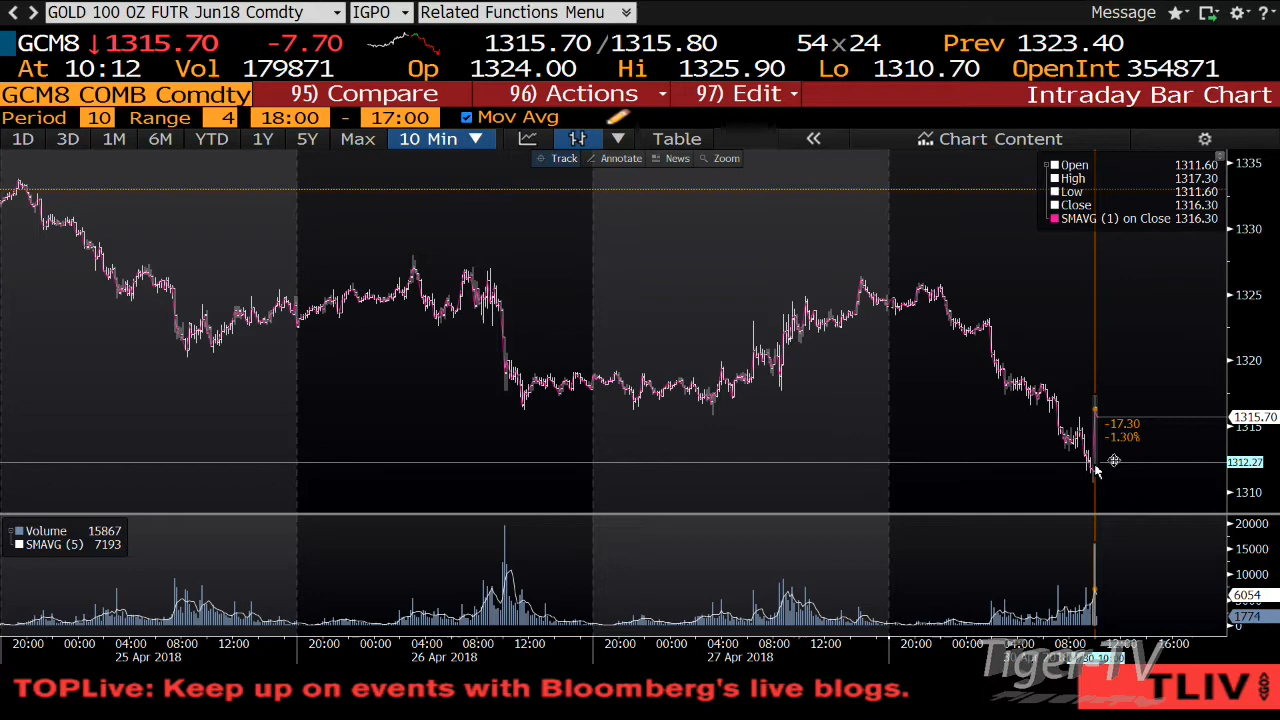 GOLD 100 OZ FUTR Jun18 Comdty IGPO Related Functions Menu Message
GCM8 ↓1315.70 -7.70 1315.70/1315.80 54x24 Prev 1323.40
At 10:12 Vol 179871 Op 1324.00 Hi 1325.90 Lo 1310.70 OpenInt 354871
GCM8 COMB Comdty 95) Compare 96) Actions 97) Edit Intraday Bar Chart
Period 10 Range 4 18:00 - 17:00 Mov Avg
1D 3D 1M 6M YTD 1Y 5Y Max 10 Min Table Chart Content
Track Annotate News Zoom
Open 1311.60
High 1317.30
Low 1311.60
Close 1316.30
SMAVG (1) on Close 1316.30
1335
1330
1325
1320
1315.70
1315
-17.30
-1.30%
1312.27
1310
Volume 15867
SMAVG (5) 7193
20000
15000
10000
6054
5000
1774
0
20:00 00:00 04:00 08:00 12:00 20:00 00:00 04:00 08:00 12:00 20:00 00:00 04:00 08:00 12:00 20:00 00:00 04:00 08:00 12:00 16:00
25 Apr 2018 26 Apr 2018 27 Apr 2018
Tiger-TV
TOPLive: Keep up on events with Bloomberg's live blogs.
TLIV